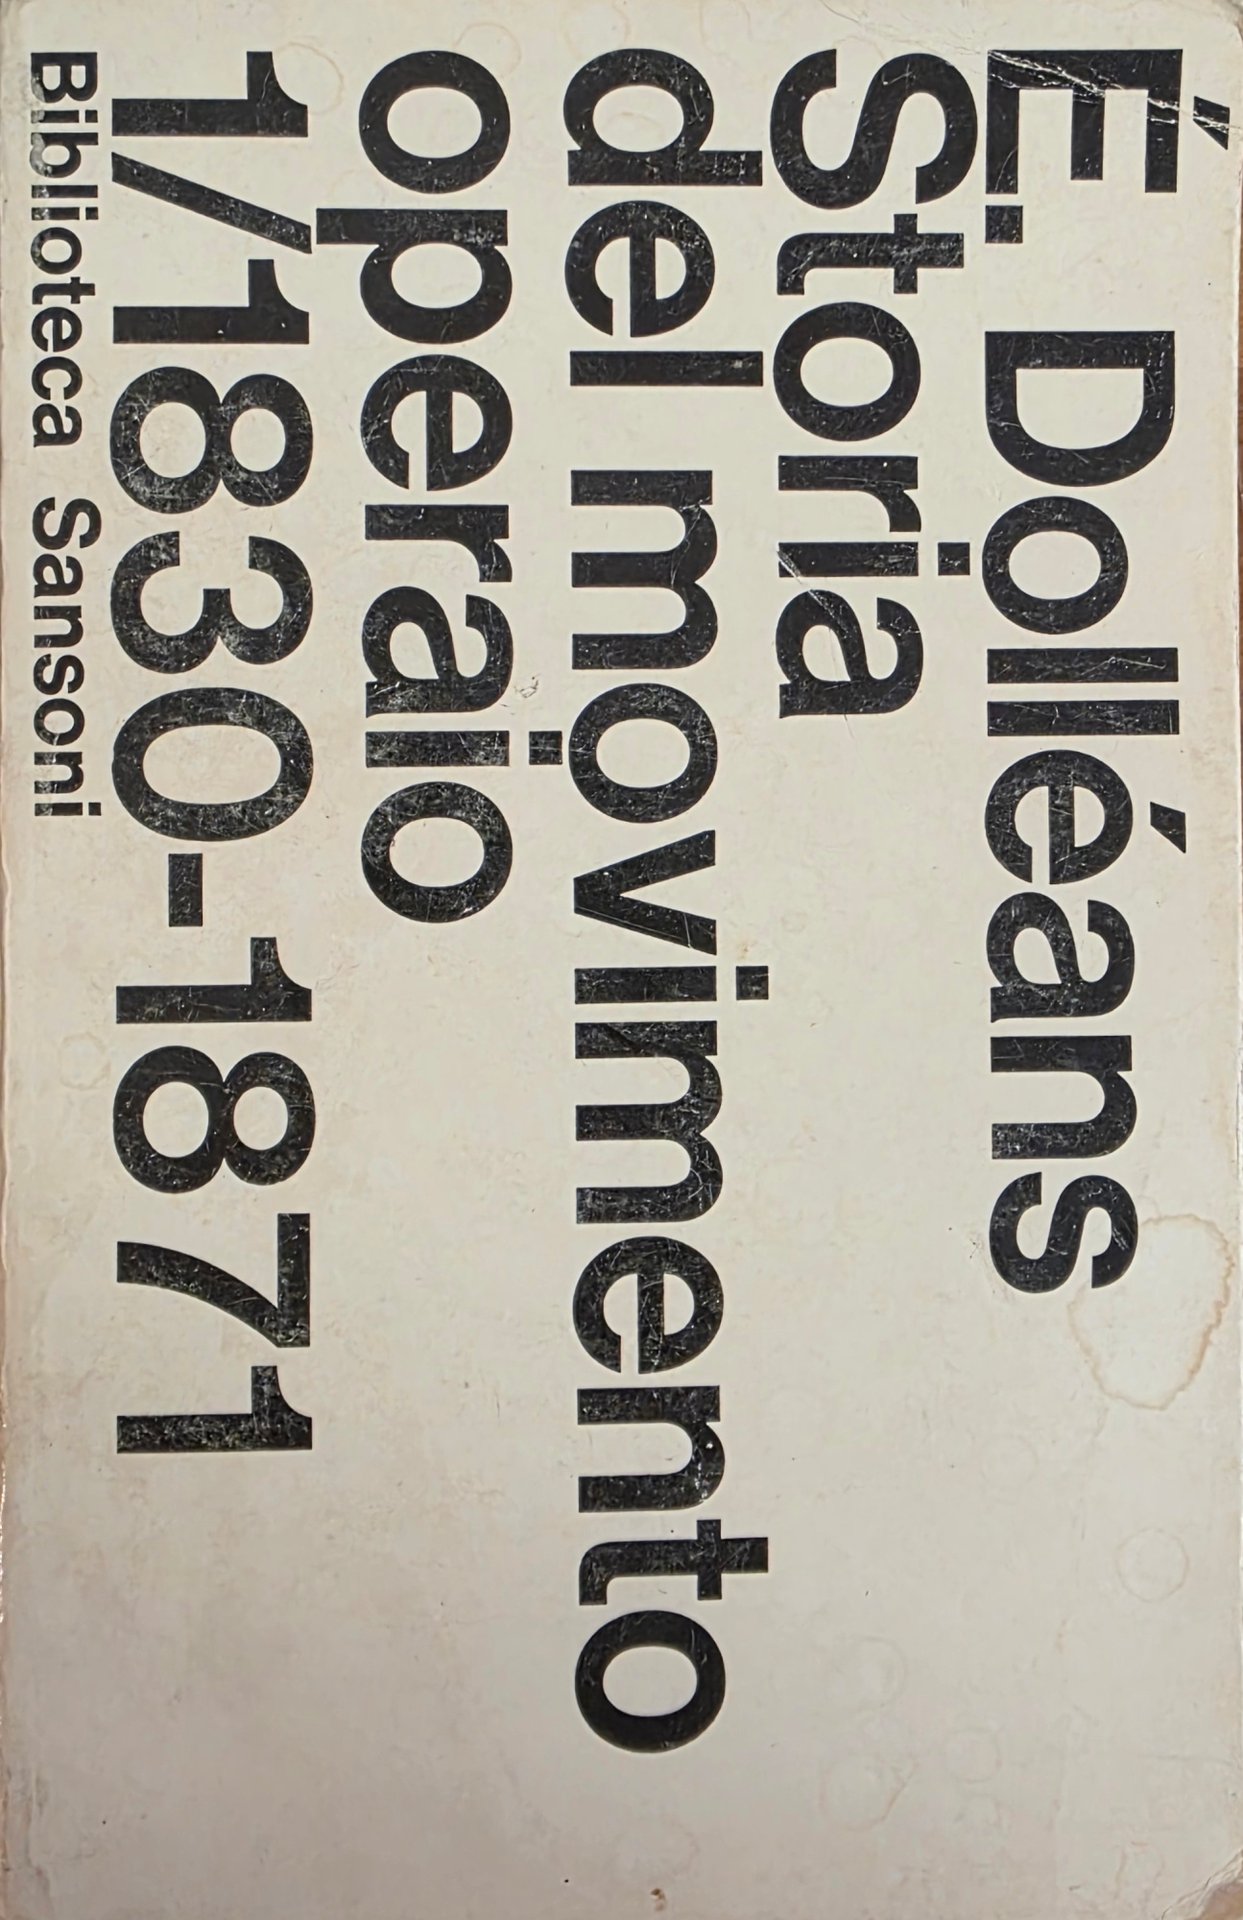 É. Dolléans
Storia
del movimento
operaio
1/1830-1871
Biblioteca Sansoni